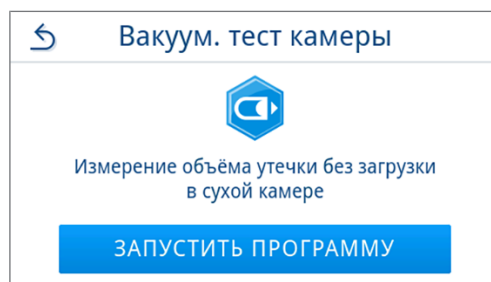 Вакуум. тест камеры
Измерение объёма утечки без загрузки
в сухой камере
ЗАПУСТИТЬ ПРОГРАММУ